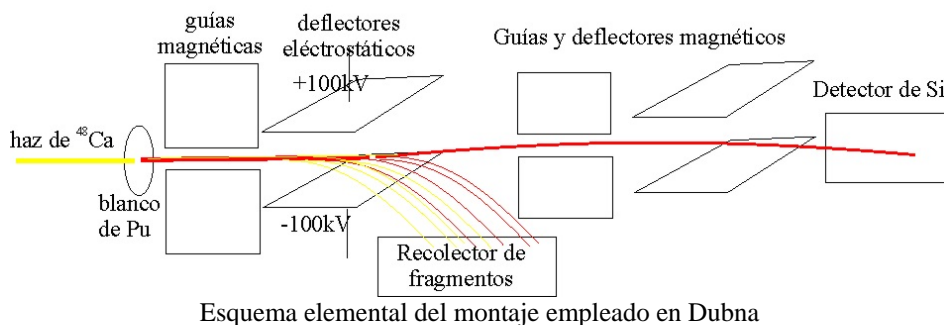 guías
magnéticas
deflectores
eléctrostáticos
+100kV
Guías y deflectores magnéticos
Detector de Si
haz de ⁴⁸Ca
blanco
de Pu
-100kV
Recolector de
fragmentos
Esquema elemental del montaje empleado en Dubna